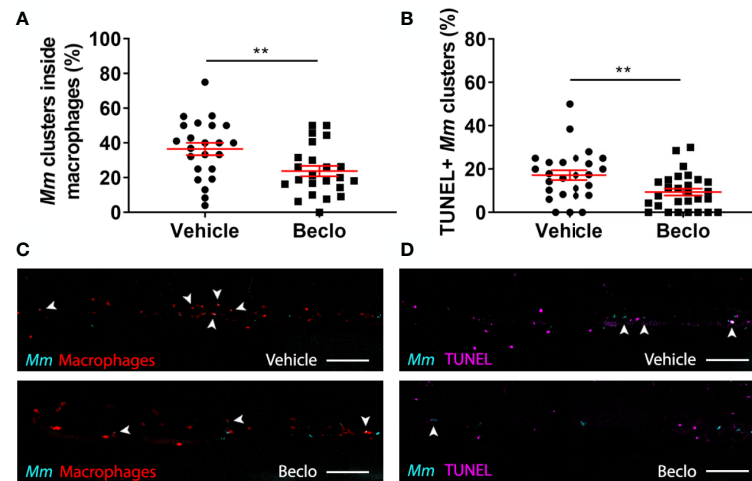 A
Mm clusters inside
macrophages (%)
100
80
60
40
20
0
**
Vehicle
Beclo
B
TUNEL+ Mm clusters (%)
80
60
40
20
0
**
Vehicle
Beclo
C
Mm Macrophages
Vehicle
Mm Macrophages
Beclo
D
Mm TUNEL
Vehicle
Mm TUNEL
Beclo